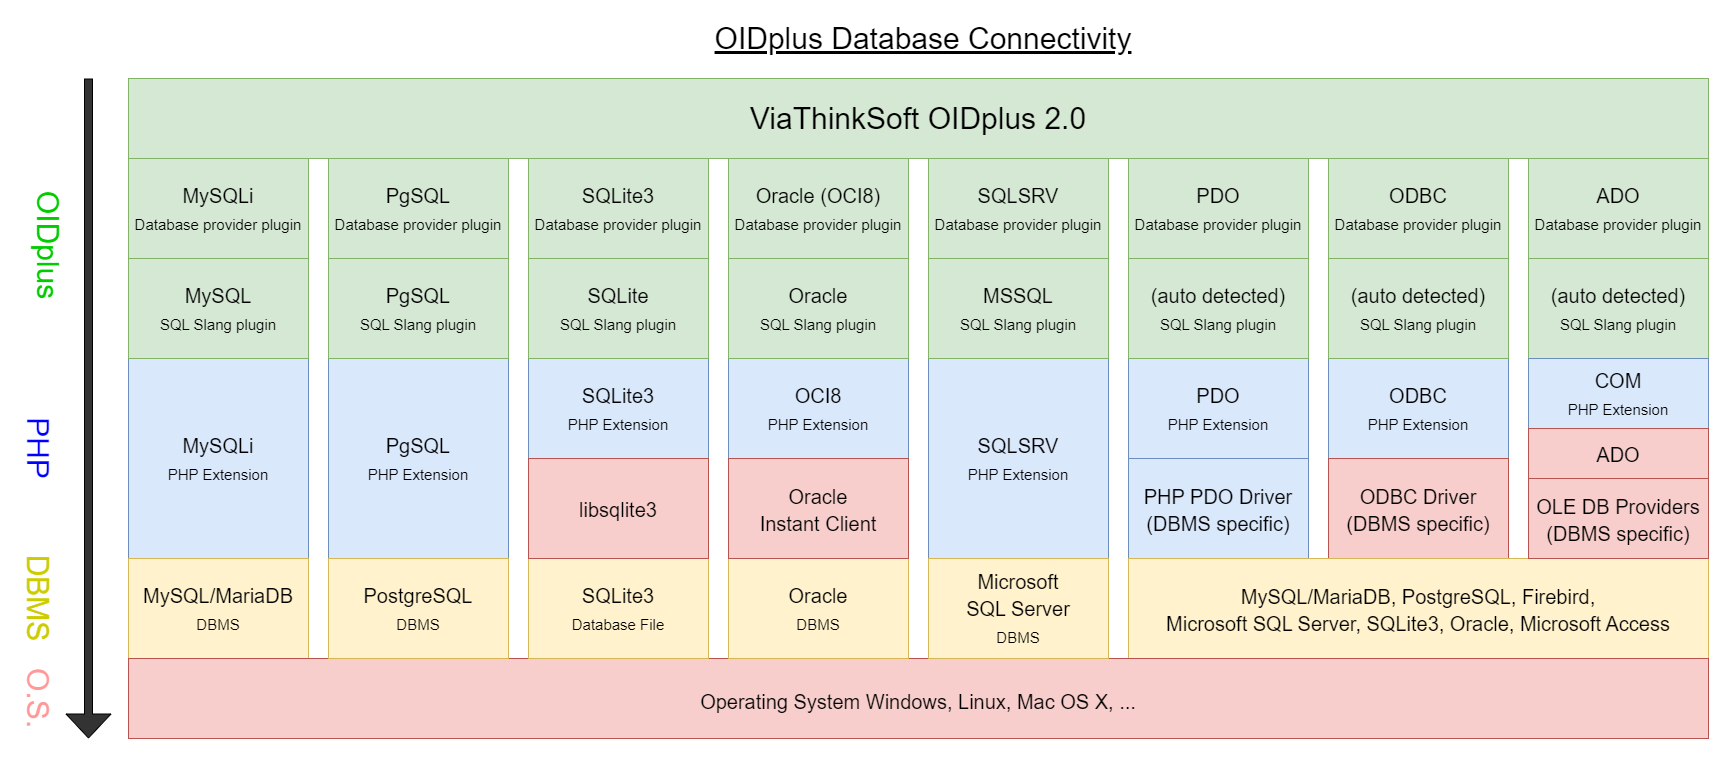 OIDplus Database Connectivity
ViaThinkSoft OIDplus 2.0
OIDplus
MySQLi
Database provider plugin
PgSQL
Database provider plugin
SQLite3
Database provider plugin
Oracle (OCI8)
Database provider plugin
SQLSRV
Database provider plugin
PDO
Database provider plugin
ODBC
Database provider plugin
ADO
Database provider plugin
MySQL
SQL Slang plugin
PgSQL
SQL Slang plugin
SQLite
SQL Slang plugin
Oracle
SQL Slang plugin
MSSQL
SQL Slang plugin
(auto detected)
SQL Slang plugin
(auto detected)
SQL Slang plugin
(auto detected)
SQL Slang plugin
PHP
MySQLi
PHP Extension
PgSQL
PHP Extension
SQLite3
PHP Extension
libsqlite3
OCI8
PHP Extension
Oracle
Instant Client
SQLSRV
PHP Extension
PDO
PHP Extension
PHP PDO Driver
(DBMS specific)
ODBC
PHP Extension
ODBC Driver
(DBMS specific)
COM
PHP Extension
ADO
OLE DB Providers
(DBMS specific)
DBMS
MySQL/MariaDB
DBMS
PostgreSQL
DBMS
SQLite3
Database File
Oracle
DBMS
Microsoft
SQL Server
DBMS
MySQL/MariaDB, PostgreSQL, Firebird,
Microsoft SQL Server, SQLite3, Oracle, Microsoft Access
O.S.
Operating System Windows, Linux, Mac OS X, ...